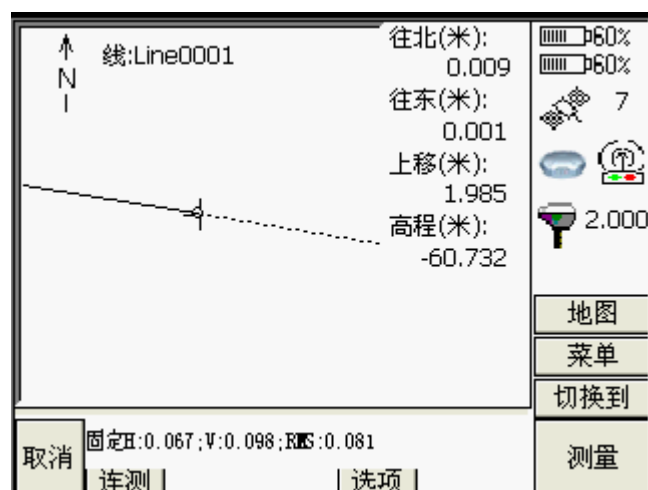 线:Line0001
N
往北(米):
0.009
往东(米):
0.001
上移(米):
1.985
高程(米):
-60.732
60%
60%
7
2.000
地图
菜单
切换到
测量
取消
固定H:0.067;V:0.098;RMS:0.081
连测
选项